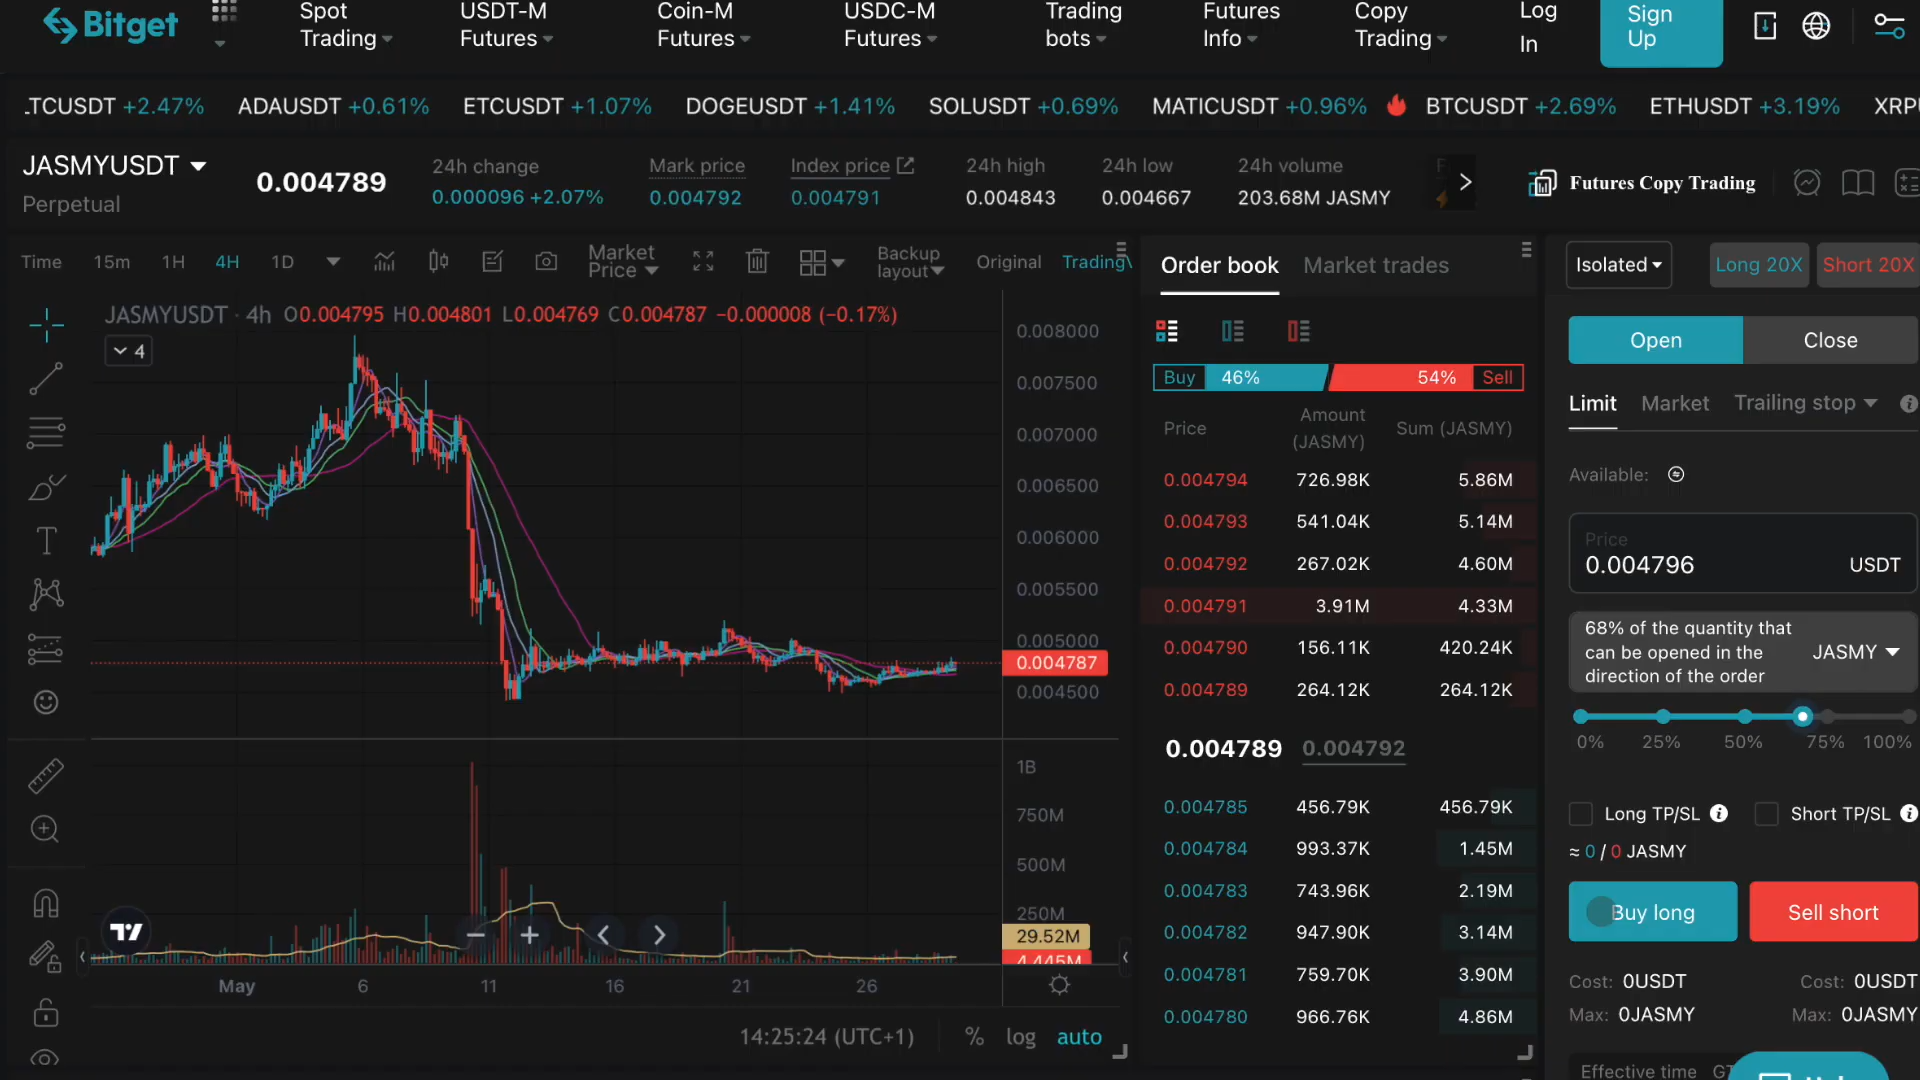 Bitget
Spot Trading
USDT-M Futures
Coin-M Futures
USDC-M Futures
Trading bots
Futures Info
Copy Trading
Log In
Sign Up
TCUSDT +2.47% ADAUSDT +0.61% ETCUSDT +1.07% DOGEUSDT +1.41% SOLUSDT +0.69% MATICUSDT +0.96% BTCUSDT +2.69% ETHUSDT +3.19% XRP
JASMYUSDT
Perpetual
0.004789
24h change
0.000096 +2.07%
Mark price
0.004792
Index price
0.004791
24h high
0.004843
24h low
0.004667
24h volume
203.68M JASMY
F
Futures Copy Trading
Time 15m 1H 4H 1D
Market Price
Backup layout
Original
Trading
JASMYUSDT · 4h O0.004795 H0.004801 L0.004769 C0.004787 −0.000008 (−0.17%)
4
0.008000
0.007500
0.007000
0.006500
0.006000
0.005500
0.005000
0.004787
0.004500
1B
750M
500M
250M
29.52M
4.445M
May 6 11 16 21 26
14:25:24 (UTC+1) % log auto
Order book Market trades
Buy 46% 54% Sell
Price Amount (JASMY) Sum (JASMY)
0.004794 726.98K 5.86M
0.004793 541.04K 5.14M
0.004792 267.02K 4.60M
0.004791 3.91M 4.33M
0.004790 156.11K 420.24K
0.004789 264.12K 264.12K
0.004789 0.004792
0.004785 456.79K 456.79K
0.004784 993.37K 1.45M
0.004783 743.96K 2.19M
0.004782 947.90K 3.14M
0.004781 759.70K 3.90M
0.004780 966.76K 4.86M
Isolated Long 20X Short 20X
Open Close
Limit Market Trailing stop
Available:
Price
0.004796 USDT
68% of the quantity that
can be opened in the
direction of the order
JASMY
0% 25% 50% 75% 100%
Long TP/SL Short TP/SL
≈ 0 / 0 JASMY
Buy long Sell short
Cost: 0USDT Cost: 0USDT
Max: 0JASMY Max: 0JASMY
Effective time